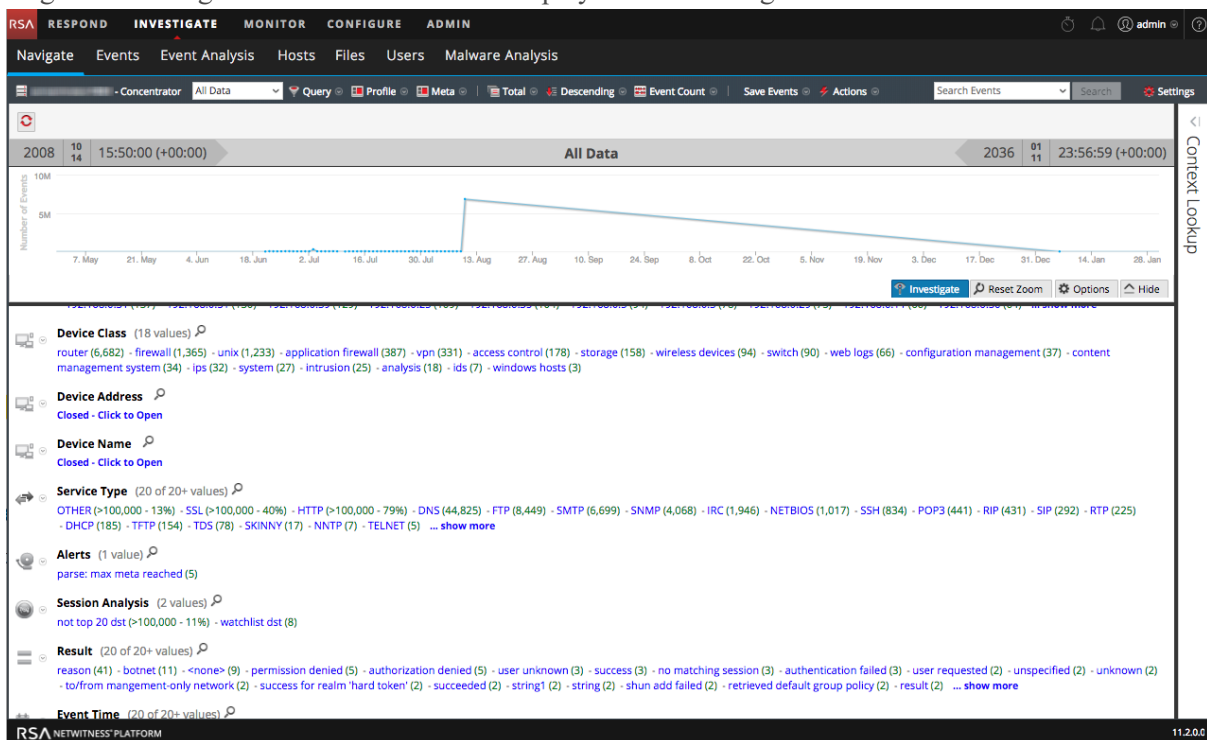 RSA RESPOND INVESTIGATE MONITOR CONFIGURE ADMIN admin
Navigate Events Event Analysis Hosts Files Users Malware Analysis
- Concentrator All Data Query Profile Meta Total Descending Event Count Save Events Actions Search Events Search Settings
2008 10 14 15:50:00 (+00:00) All Data 2036 01 11 23:56:59 (+00:00)
Context Lookup
Number of Events
10M
5M
7. May 21. May 4. Jun 18. Jun 2. Jul 16. Jul 30. Jul 13. Aug 27. Aug 10. Sep 24. Sep 8. Oct 22. Oct 5. Nov 19. Nov 3. Dec 17. Dec 31. Dec 14. Jan 28. Jan
Investigate Reset Zoom Options Hide
Device Class (18 values)
router (6,682) - firewall (1,365) - unix (1,233) - application firewall (387) - vpn (331) - access control (178) - storage (158) - wireless devices (94) - switch (90) - web logs (66) - configuration management (37) - content
management system (34) - ips (32) - system (27) - intrusion (25) - analysis (18) - ids (7) - windows hosts (3)
Device Address
Closed - Click to Open
Device Name
Closed - Click to Open
Service Type (20 of 20+ values)
OTHER (>100,000 - 13%) - SSL (>100,000 - 40%) - HTTP (>100,000 - 79%) - DNS (44,825) - FTP (8,449) - SMTP (6,699) - SNMP (4,068) - IRC (1,946) - NETBIOS (1,017) - SSH (834) - POP3 (441) - RIP (431) - SIP (292) - RTP (225)
- DHCP (185) - TFTP (154) - TDS (78) - SKINNY (17) - NNTP (7) - TELNET (5) ... show more
Alerts (1 value)
parse: max meta reached (5)
Session Analysis (2 values)
not top 20 dst (>100,000 - 11%) - watchlist dst (8)
Result (20 of 20+ values)
reason (41) - botnet (11) - <none> (9) - permission denied (5) - authorization denied (5) - user unknown (3) - success (3) - no matching session (3) - authentication failed (3) - user requested (2) - unspecified (2) - unknown (2)
- to/from mangement-only network (2) - success for realm 'hard token' (2) - succeeded (2) - string1 (2) - string (2) - shun add failed (2) - retrieved default group policy (2) - result (2) ... show more
Event Time (20 of 20+ values)
RSA NETWITNESS® PLATFORM 11.2.0.0